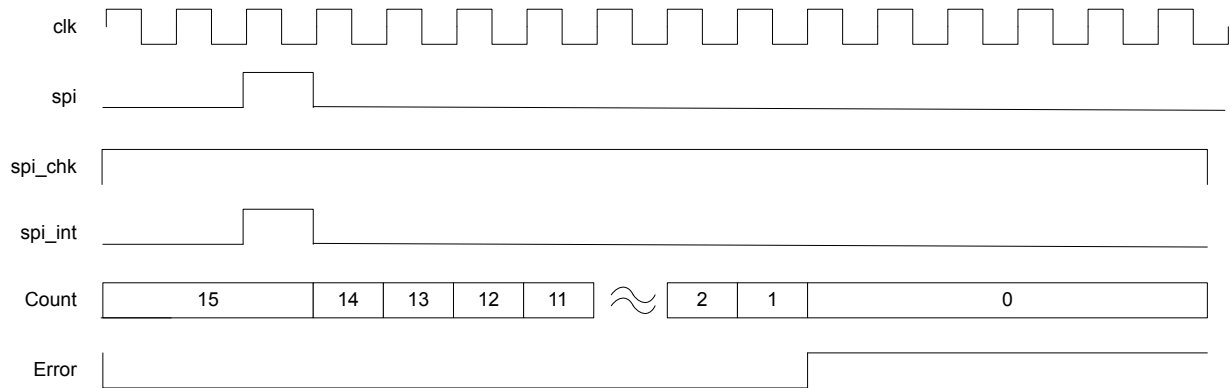 clk
spi
spi_chk
spi_int
Count 15 14 13 12 11 2 1 0
Error